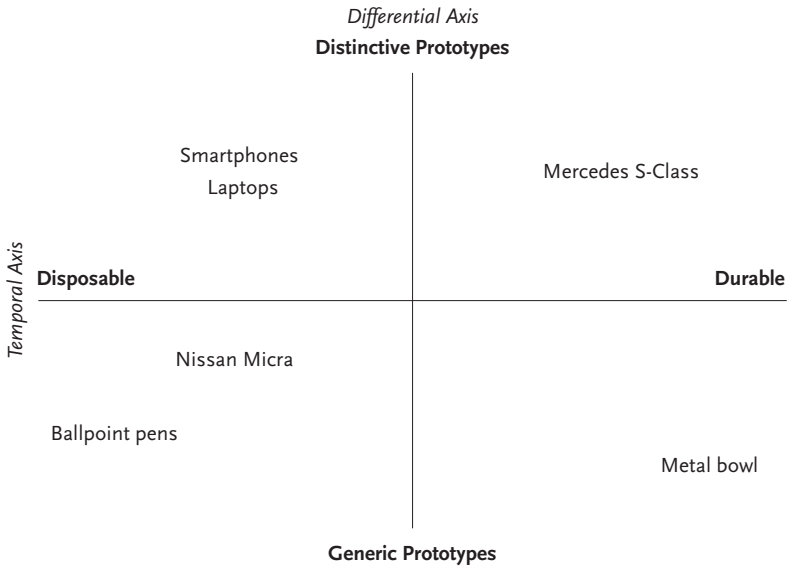 Differential Axis
Distinctive Prototypes
Smartphones
Laptops
Mercedes S-Class
Temporal Axis
Disposable
Durable
Nissan Micra
Ballpoint pens
Metal bowl
Generic Prototypes